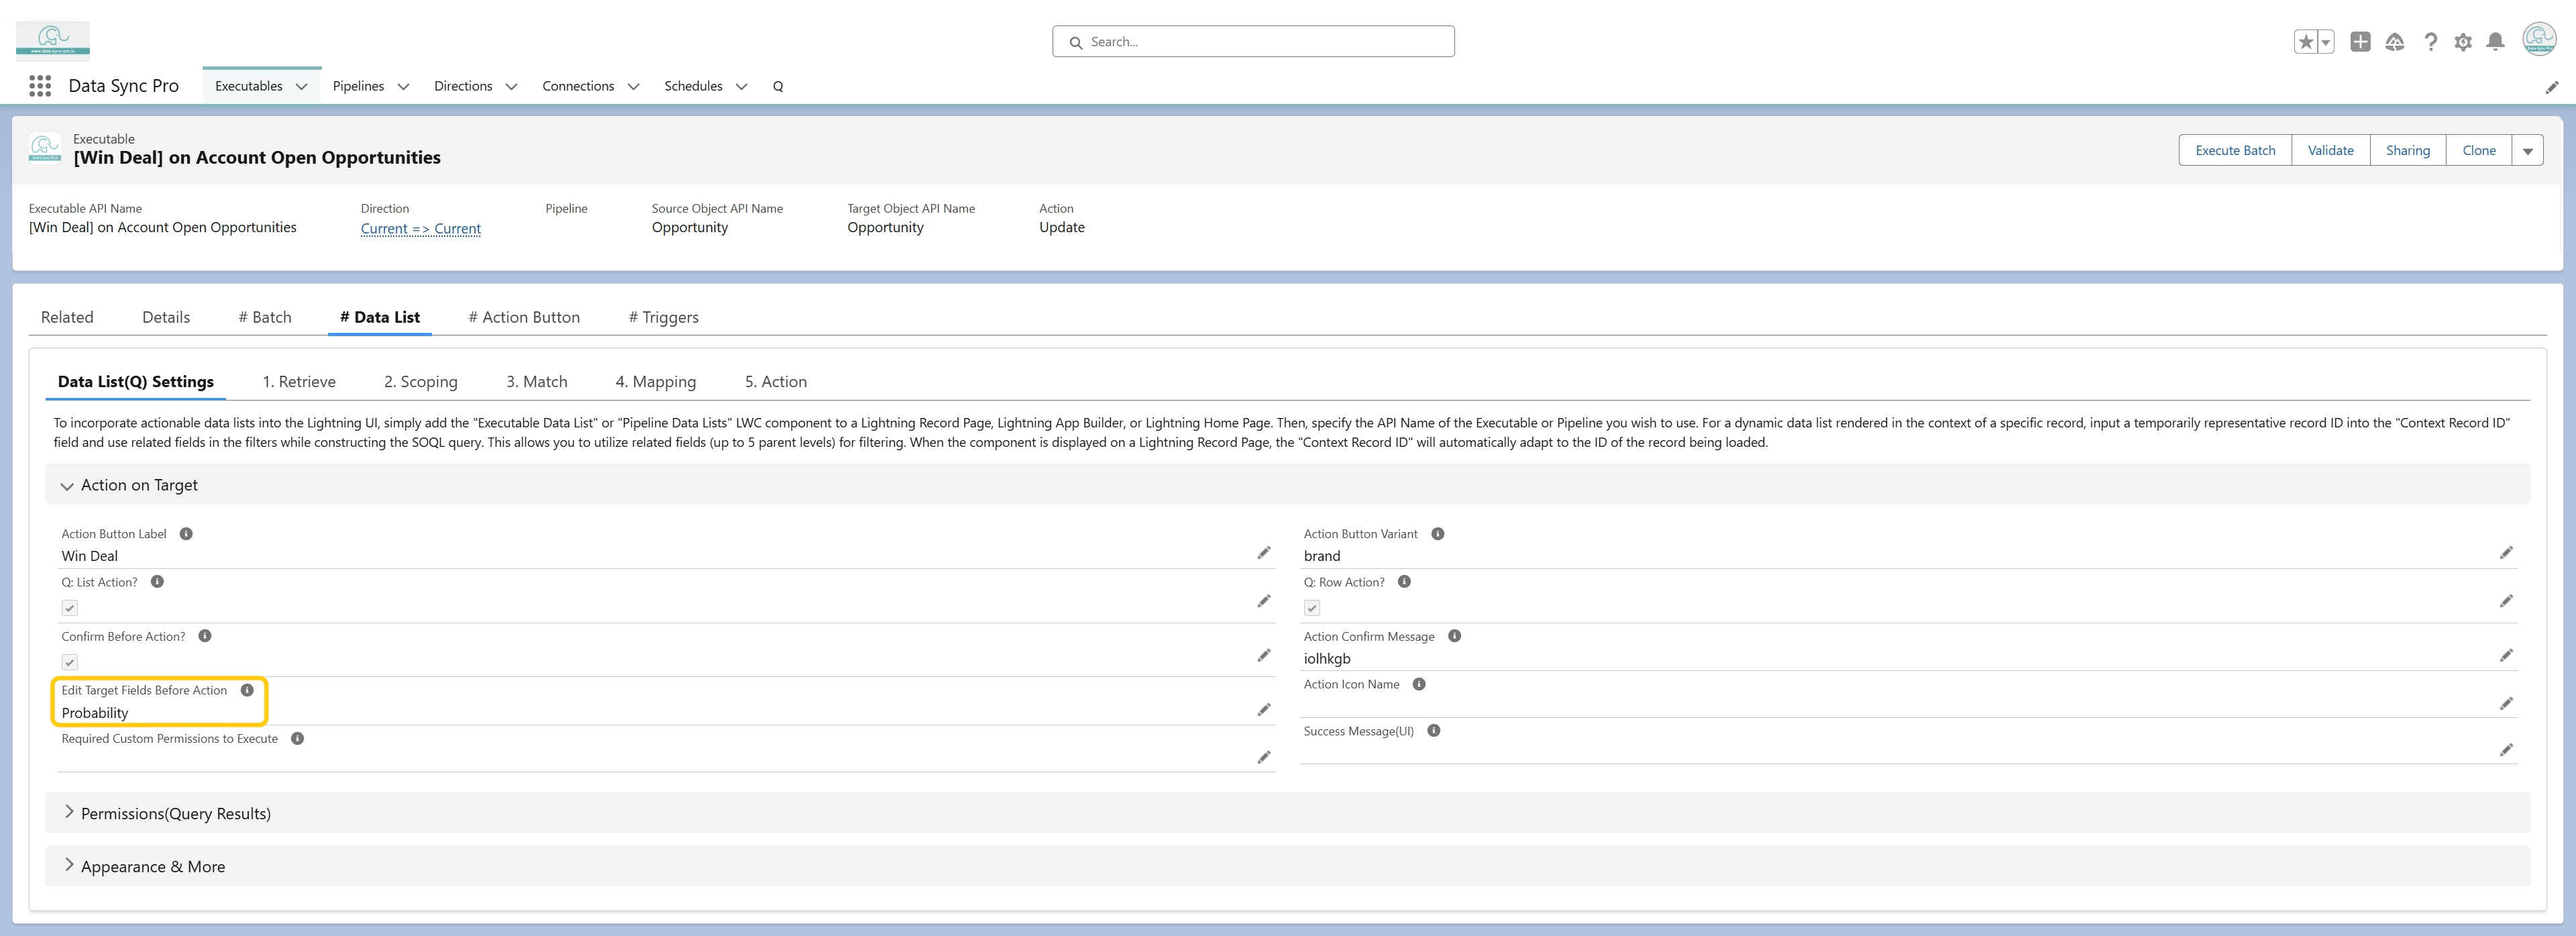 www.data-sync-pro.io
Search...
Data Sync Pro
Executables
Pipelines
Directions
Connections
Schedules
Q
Executable
[Win Deal] on Account Open Opportunities
Execute Batch
Validate
Sharing
Clone
Executable API Name
[Win Deal] on Account Open Opportunities
Direction
Current => Current
Pipeline
Source Object API Name
Opportunity
Target Object API Name
Opportunity
Action
Update
Related
Details
# Batch
# Data List
# Action Button
# Triggers
Data List(Q) Settings
1. Retrieve
2. Scoping
3. Match
4. Mapping
5. Action
To incorporate actionable data lists into the Lightning UI, simply add the "Executable Data List" or "Pipeline Data Lists" LWC component to a Lightning Record Page, Lightning App Builder, or Lightning Home Page. Then, specify the API Name of the Executable or Pipeline you wish to use. For a dynamic data list rendered in the context of a specific record, input a temporarily representative record ID into the "Context Record ID"
field and use related fields in the filters while constructing the SOQL query. This allows you to utilize related fields (up to 5 parent levels) for filtering. When the component is displayed on a Lightning Record Page, the "Context Record ID" will automatically adapt to the ID of the record being loaded.
Action on Target
Action Button Label
Win Deal
Action Button Variant
brand
Q: List Action?
Q: Row Action?
Confirm Before Action?
Action Confirm Message
iolhkgb
Edit Target Fields Before Action
Probability
Action Icon Name
Required Custom Permissions to Execute
Success Message(UI)
Permissions(Query Results)
Appearance & More